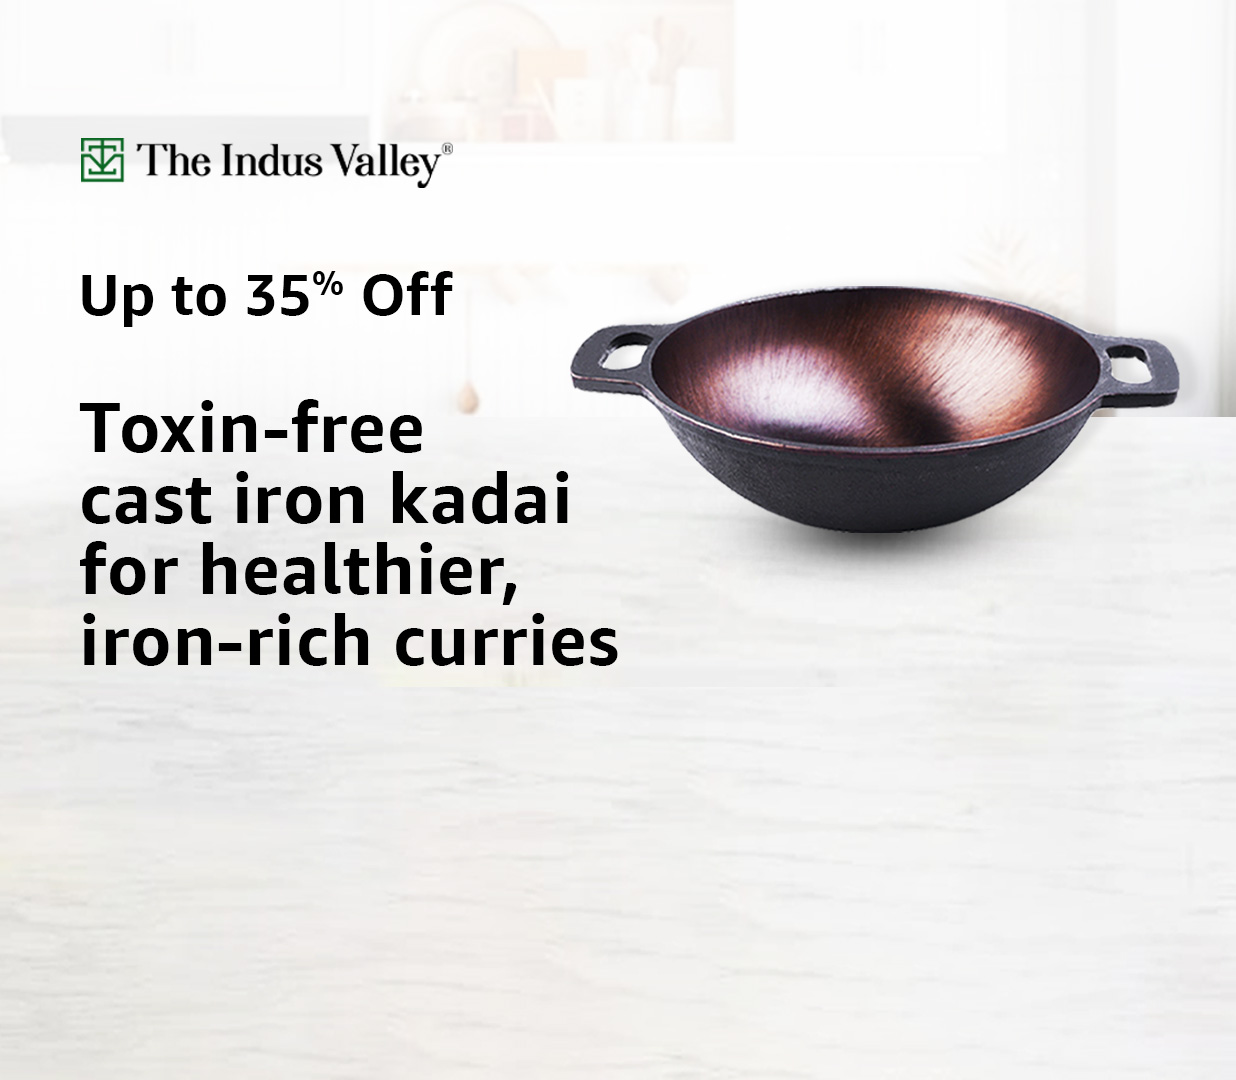 The Indus Valley®
Up to 35% Off
Toxin-free
cast iron kadai
for healthier,
iron-rich curries